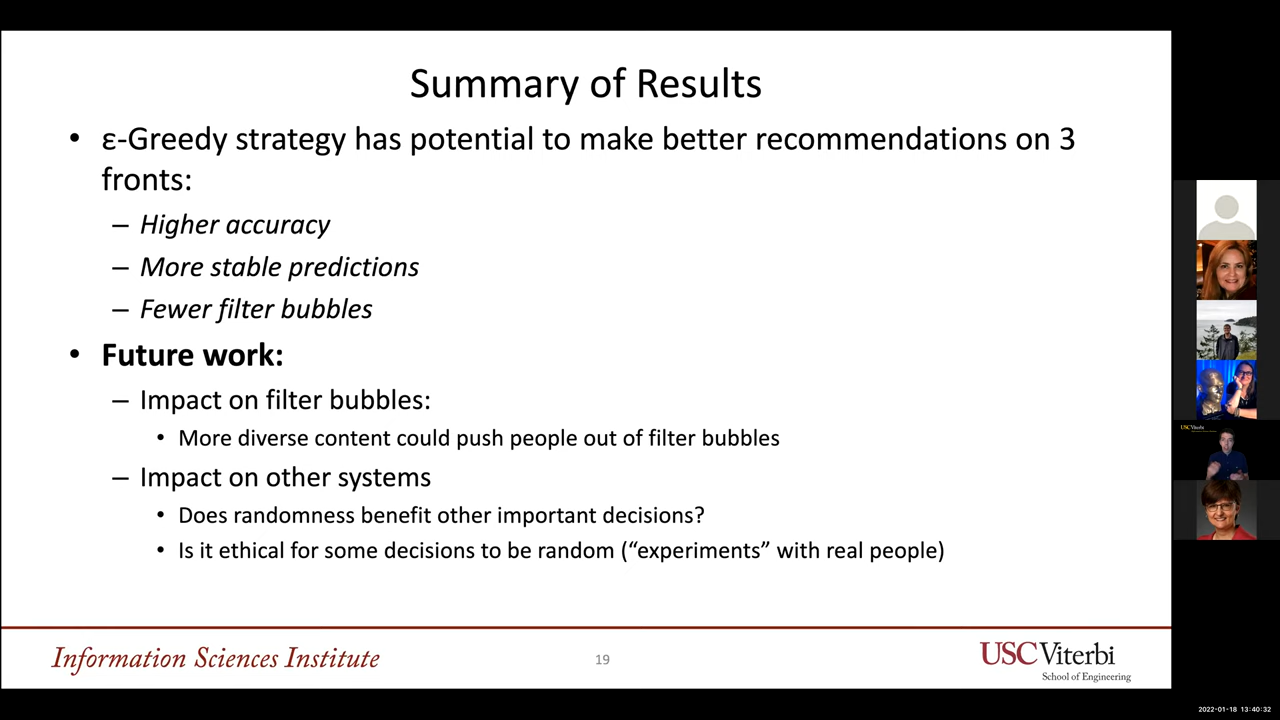 Summary of Results
• ε-Greedy strategy has potential to make better recommendations on 3
fronts:
– Higher accuracy
– More stable predictions
– Fewer filter bubbles
• Future work:
– Impact on filter bubbles:
• More diverse content could push people out of filter bubbles
– Impact on other systems
• Does randomness benefit other important decisions?
• Is it ethical for some decisions to be random (“experiments” with real people)
Information Sciences Institute
19
USC Viterbi
School of Engineering
USC Viterbi
2022-01-18 13:40:32